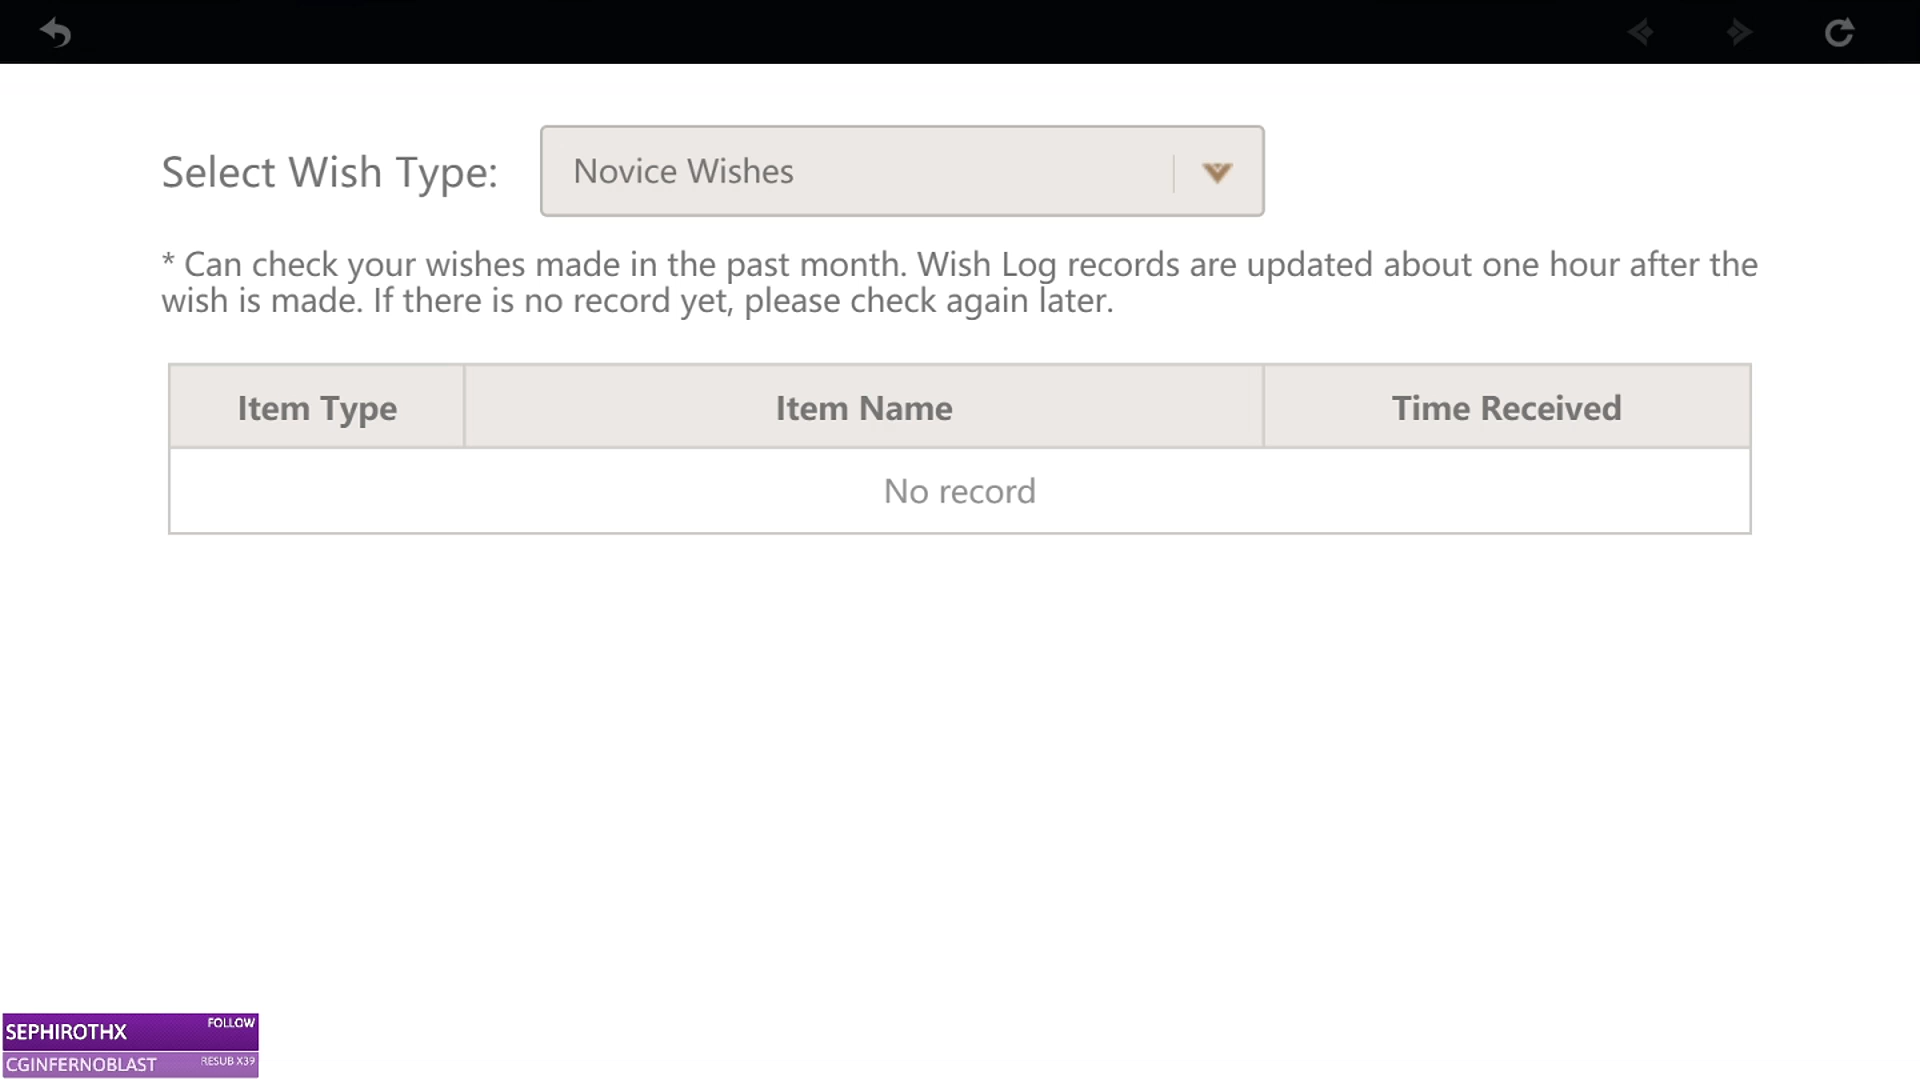 Select Wish Type:
Novice Wishes
* Can check your wishes made in the past month. Wish Log records are updated about one hour after the
wish is made. If there is no record yet, please check again later.
Item Type
Item Name
Time Received
No record
SEPHIROTHX
FOLLOW
CGINFERNOBLAST
RESUB X39